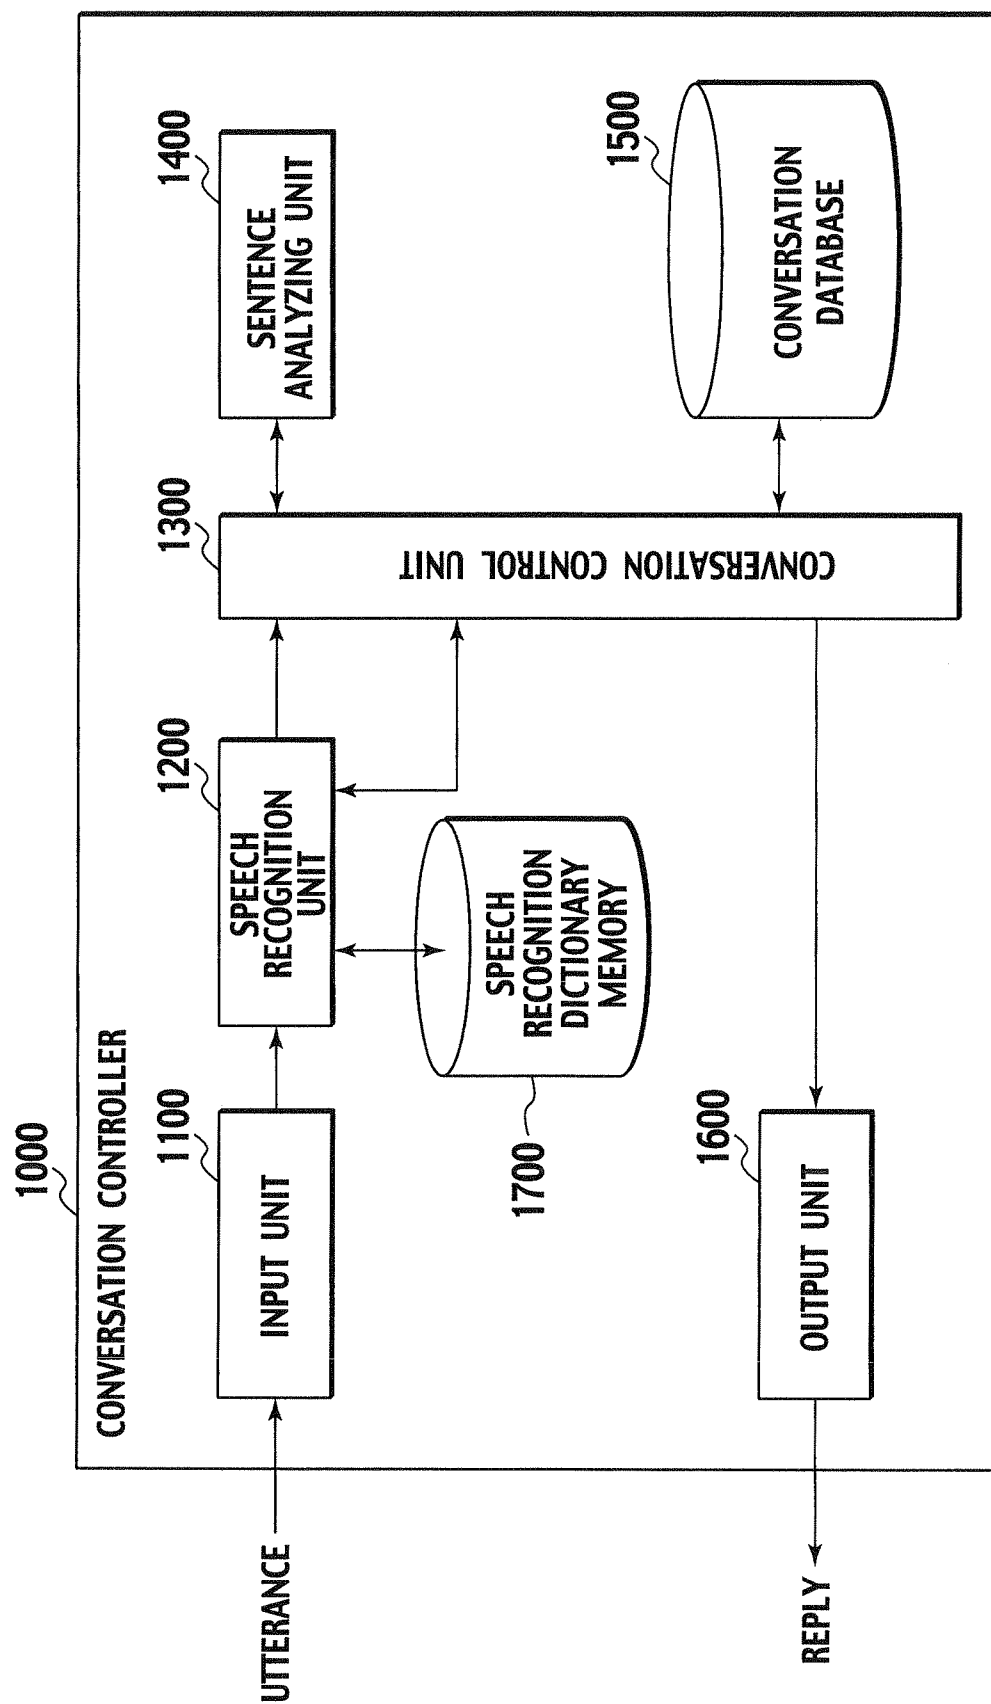 1000
CONVERSATION CONTROLLER
UTTERANCE
1100
INPUT UNIT
1200
SPEECH
RECOGNITION
UNIT
1300
CONVERSATION CONTROL UNIT
1400
SENTENCE
ANALYZING UNIT
1700
SPEECH
RECOGNITION
DICTIONARY
MEMORY
1500
CONVERSATION
DATABASE
REPLY
1600
OUTPUT UNIT